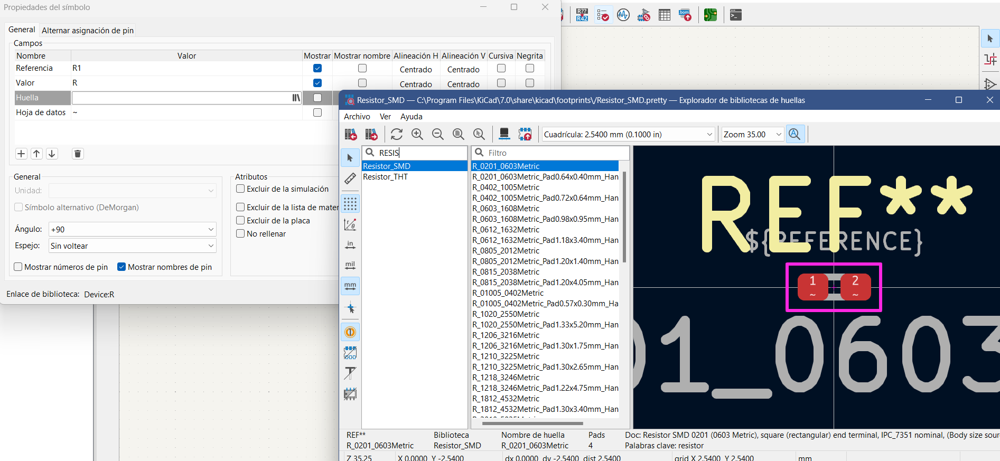 Propiedades del símbolo
General
Alternar asignación de pin
Campos
Nombre Valor Mostrar Mostrar nombre Alineación H Alineación V Cursiva Negrita
Referencia R1 Centrado Centrado
Valor R Centrado Centrado
Huella
Hoja de datos ~
General
Unidad:
Símbolo alternativo (DeMorgan)
Ángulo: +90
Espejo: Sin voltear
Mostrar números de pin Mostrar nombres de pin
Atributos
Excluir de la simulación
Excluir de la lista de mater
Excluir de la placa
No rellenar
Enlace de biblioteca: Device:R
R??
R42
bom
Resistor_SMD — C:\Program Files\KiCad\7.0\share\kicad\footprints\/Resistor_SMD.pretty — Explorador de bibliotecas de huellas
Archivo Ver Ayuda
Cuadrícula: 2.5400 mm (0.1000 in)
Zoom 35.00
in
mil
mm
RESIS
Resistor_SMD
Resistor_THT
Filtro
R_0201_0603Metric
R_0201_0603Metric_Pad0.64x0.40mm_Han
R_0402_1005Metric
R_0402_1005Metric_Pad0.72x0.64mm_Han
R_0603_1608Metric
R_0603_1608Metric_Pad0.98x0.95mm_Han
R_0612_1632Metric
R_0612_1632Metric_Pad1.18x3.40mm_Han
R_0805_2012Metric
R_0805_2012Metric_Pad1.20x1.40mm_Han
R_0815_2038Metric
R_0815_2038Metric_Pad1.20x4.05mm_Han
R_01005_0402Metric
R_01005_0402Metric_Pad0.57x0.30mm_Ha
R_1020_2550Metric
R_1020_2550Metric_Pad1.33x5.20mm_Han
R_1206_3216Metric
R_1206_3216Metric_Pad1.30x1.75mm_Han
R_1210_3225Metric
R_1210_3225Metric_Pad1.30x2.65mm_Han
R_1218_3246Metric
R_1218_3246Metric_Pad1.22x4.75mm_Han
R_1812_4532Metric
R_1812_4532Metric_Pad1.30x3.40mm_Han
REF**
${REFERENCE}
1 2
~ ~
01_0603
REF** Biblioteca Nombre de huella Pads Doc: Resistor SMD 0201 (0603 Metric), square (rectangular) end terminal, IPC_7351 nominal, (Body size sour
R_0201_0603Metric Resistor_SMD R_0201_0603Metric 4 Palabras clave: resistor
Z 35.25 X 0.0000 Y -2.5400 dx 0.0000 dy -2.5400 dist 2.5400 grid X 2.5400 Y 2.5400 mm